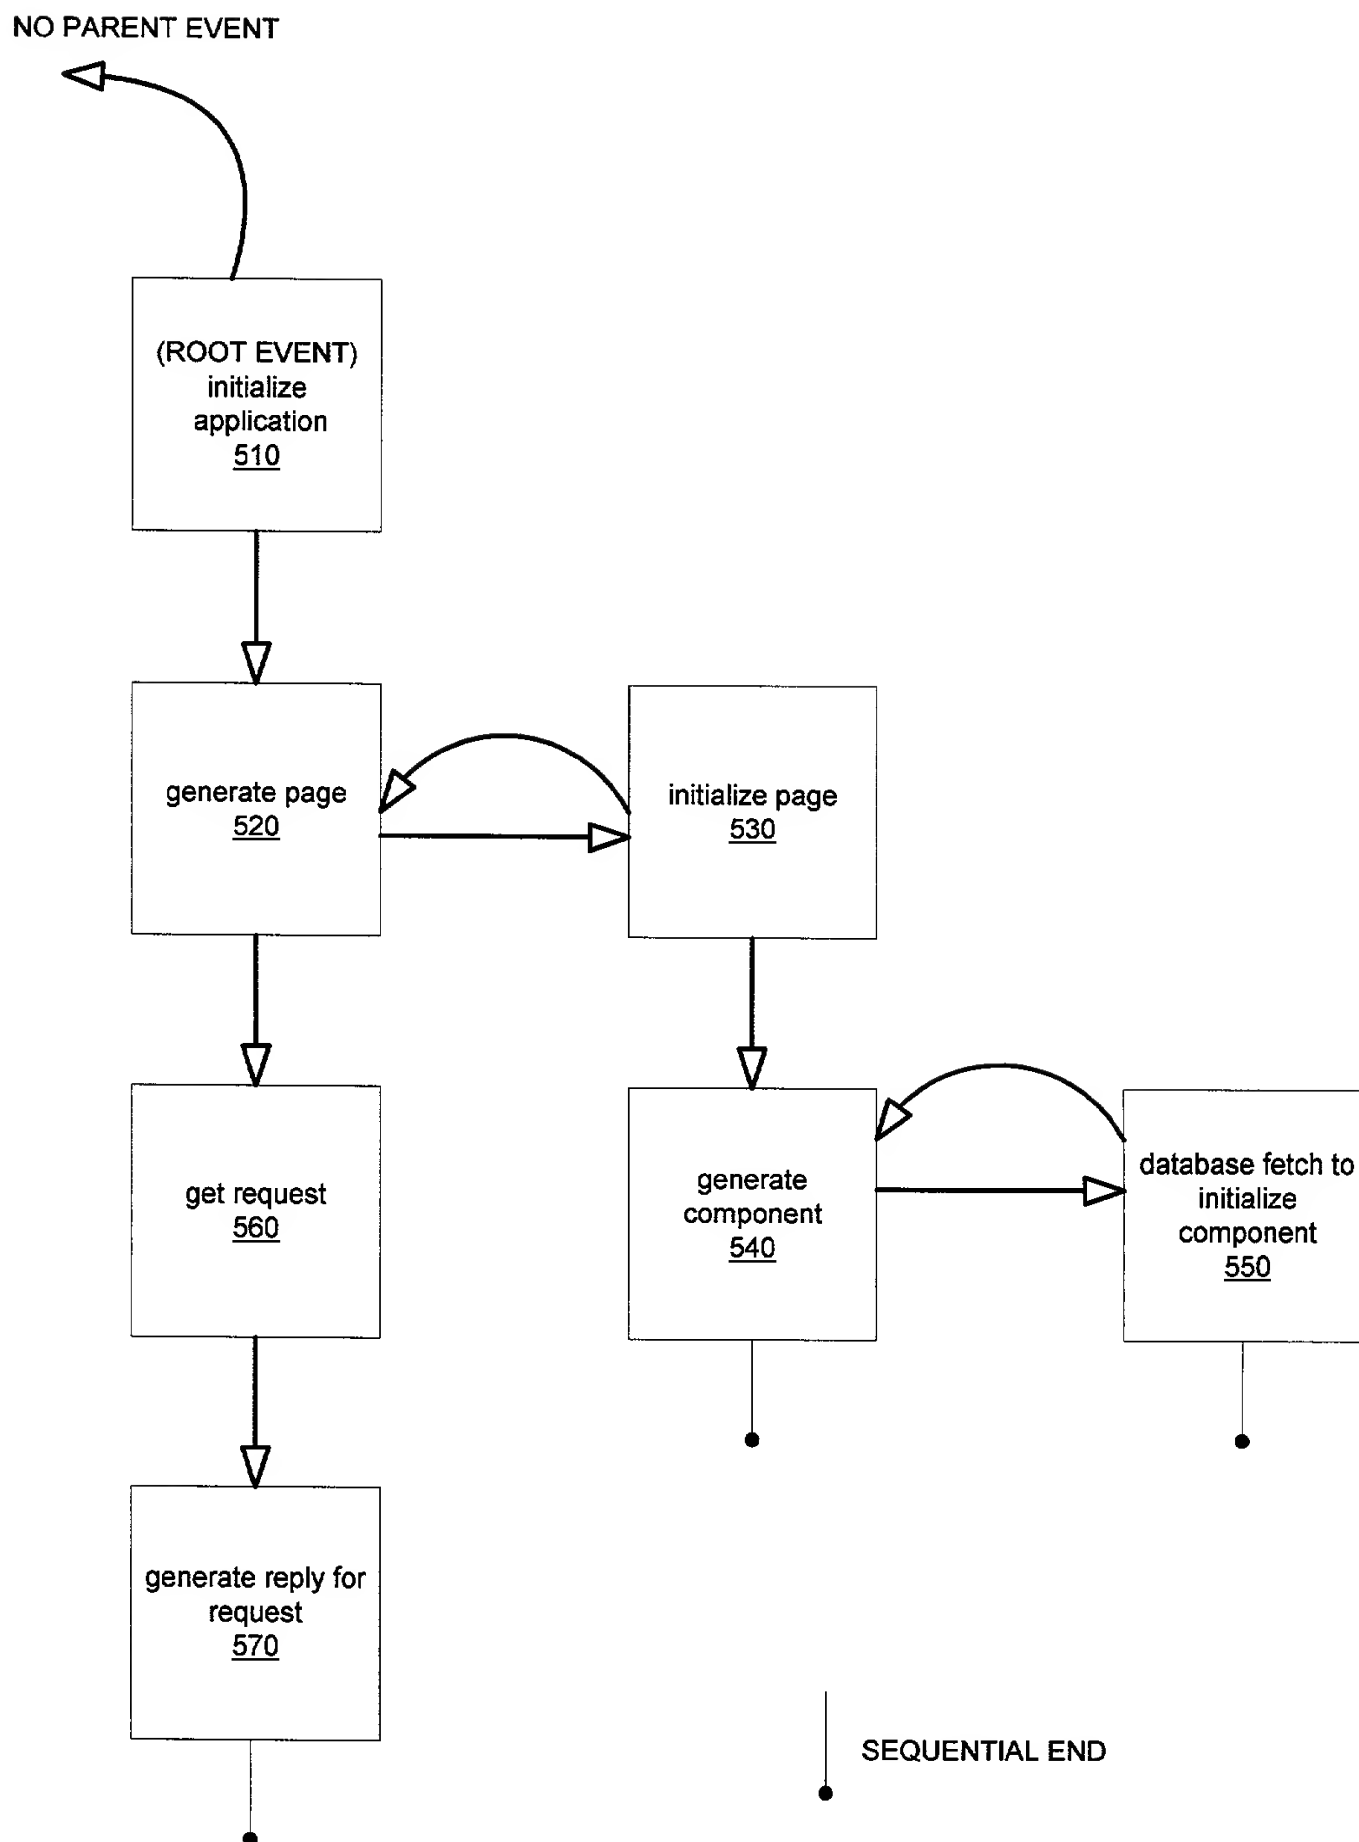 NO PARENT EVENT
(ROOT EVENT)
initialize
application
510
generate page
520
initialize page
530
get request
560
generate
component
540
database fetch to
initialize
component
550
generate reply for
request
570
SEQUENTIAL END